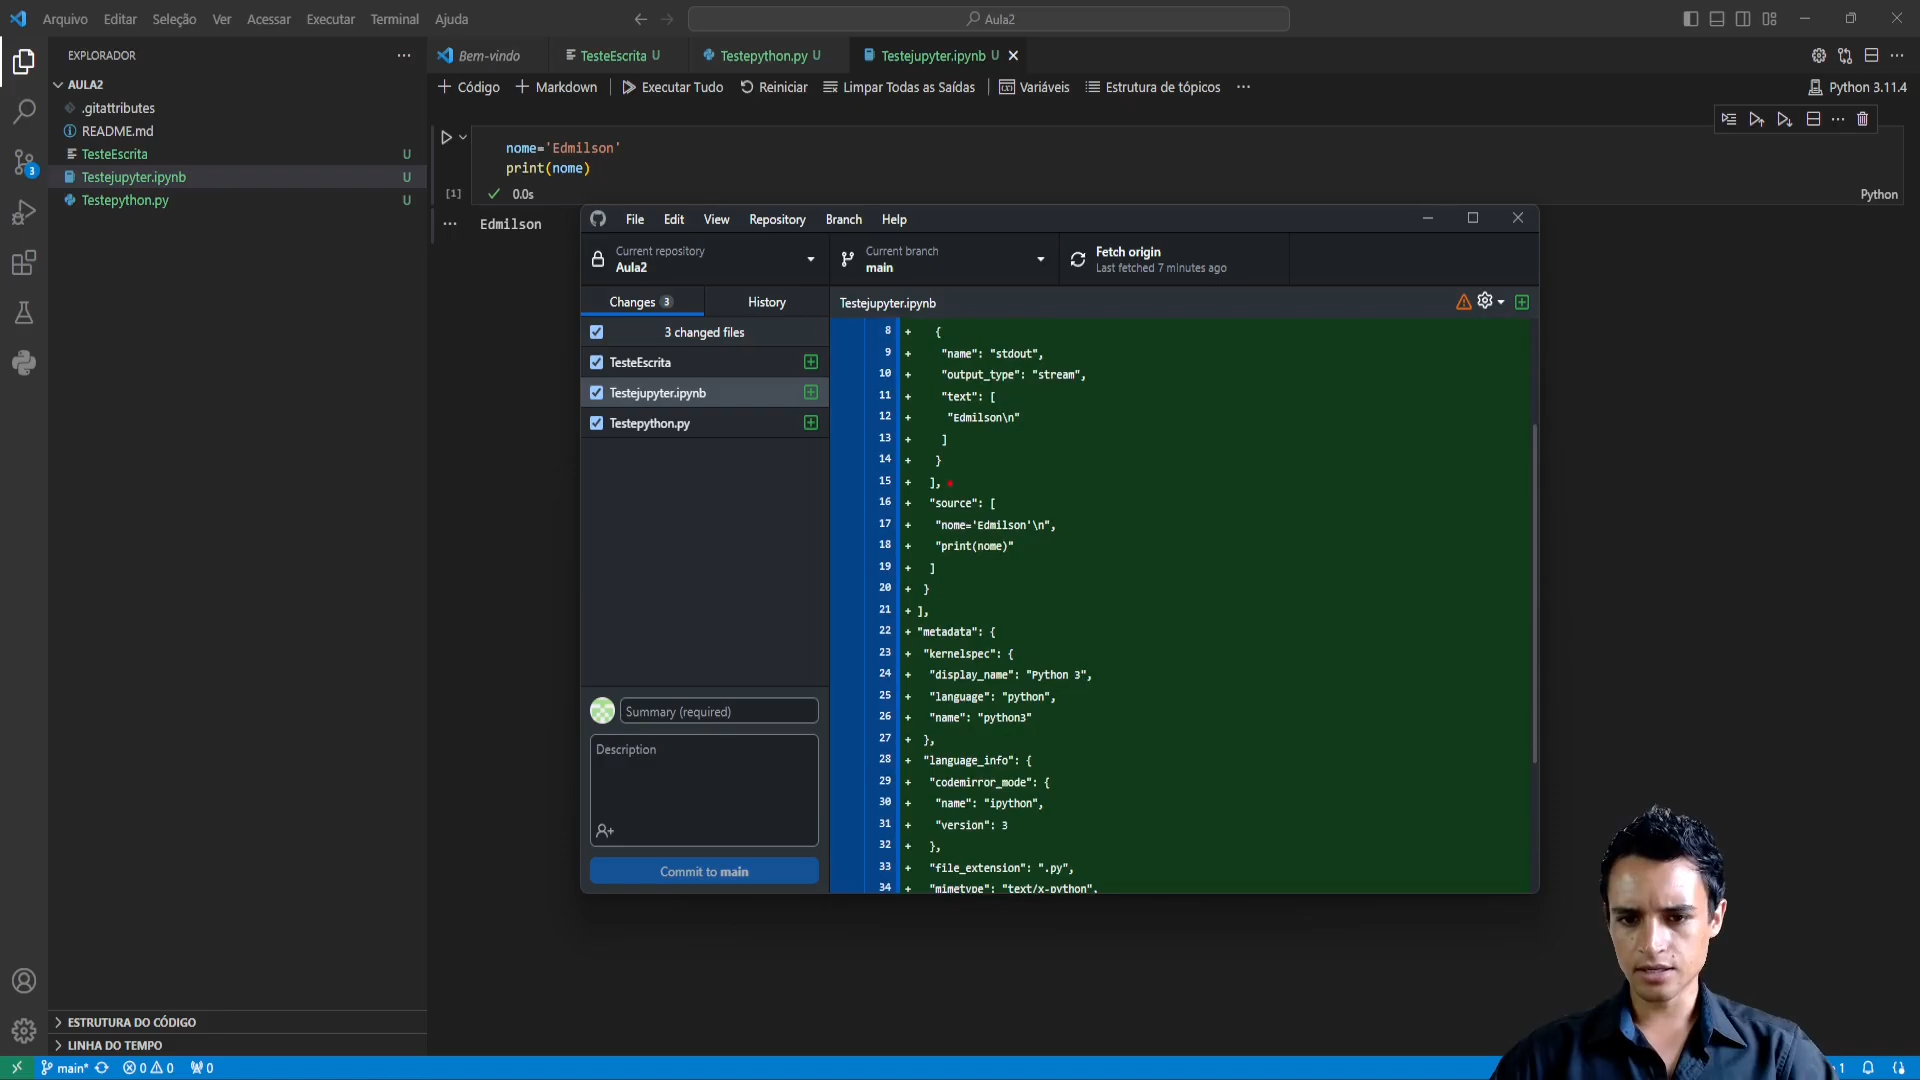 Arquivo Editar Seleção Ver Acessar Executar Terminal Ajuda
Aula2
EXPLORADOR
Bem-vindo
TesteEscrita U
Testepython.py U
Testejupyter.ipynb U
AULA2
Código
Markdown
Executar Tudo
Reiniciar
Limpar Todas as Saídas
Variáveis
Estrutura de tópicos
Python 3.11.4
.gitattributes
README.md
TesteEscrita U
Testejupyter.ipynb U
Testepython.py U
3
nome='Edmilson'
print(nome)
[1]
0.0s
Python
Edmilson
File Edit View Repository Branch Help
Current repository
Aula2
Current branch
main
Fetch origin
Last fetched 7 minutes ago
Changes 3
History
Testejupyter.ipynb
3 changed files
TesteEscrita
Testejupyter.ipynb
Testepython.py
8 + {
9 + "name": "stdout",
10 + "output_type": "stream",
11 + "text": [
12 + "Edmilson\n"
13 + ]
14 + }
15 + ],
16 + "source": [
17 + "nome='Edmilson'\n",
18 + "print(nome)"
19 + ]
20 + }
21 + ],
22 + "metadata": {
23 + "kernelspec": {
24 + "display_name": "Python 3",
25 + "language": "python",
26 + "name": "python3"
27 + },
28 + "language_info": {
29 + "codemirror_mode": {
30 + "name": "ipython",
31 + "version": 3
32 + },
33 + "file_extension": ".py",
34 + "mimetype": "text/x-python",
Summary (required)
Description
Commit to main
ESTRUTURA DO CÓDIGO
LINHA DO TEMPO
main* 0 0 0
1